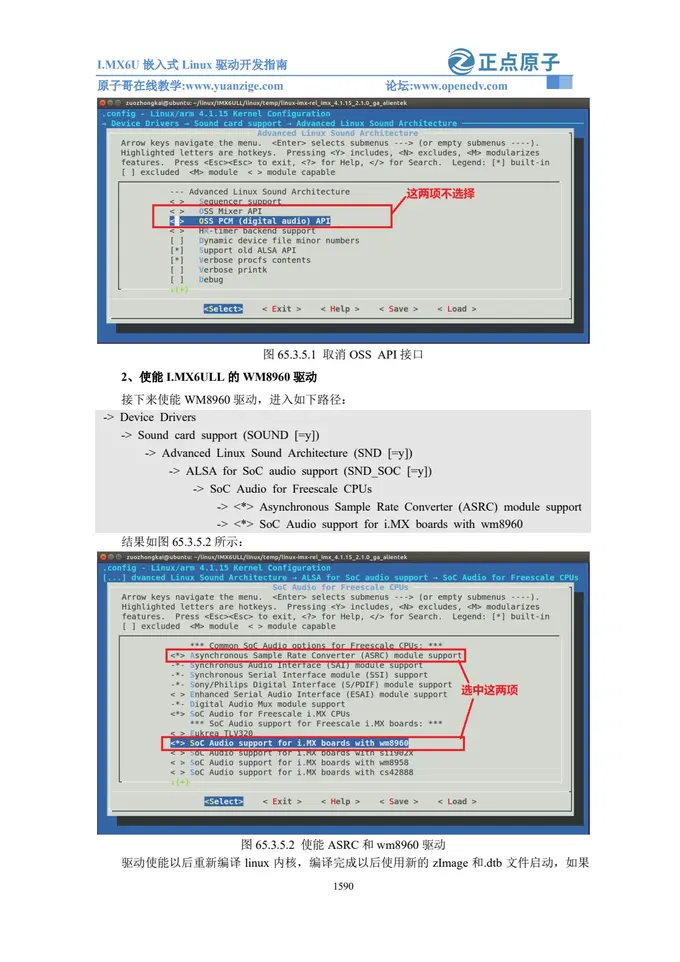 I.MX6U 嵌入式 Linux 驱动开发指南
正点原子
原子哥在线教学:www.yuanzige.com 论坛:www.openedv.com
zuozhongkai@ubuntu: ~/linux/IMX6ULL/linux/temp/linux-imx-rel_imx_4.1.15_2.1.0_ga_alientek
.config - Linux/arm 4.1.15 Kernel Configuration
→ Device Drivers → Sound card support → Advanced Linux Sound Architecture
Advanced Linux Sound Architecture
Arrow keys navigate the menu. <Enter> selects submenus ---> (or empty submenus ----).
Highlighted letters are hotkeys. Pressing <Y> includes, <N> excludes, <M> modularizes
features. Press <Esc><Esc> to exit, <?> for Help, </> for Search. Legend: [*] built-in
[ ] excluded <M> module < > module capable
--- Advanced Linux Sound Architecture
< > Sequencer support
< > OSS Mixer API
< > OSS PCM (digital audio) API
< > HR-timer backend support
[ ] Dynamic device file minor numbers
[*] Support old ALSA API
[*] Verbose procfs contents
[ ] Verbose printk
[ ] Debug
↓(+)
这两项不选择
<Select> < Exit > < Help > < Save > < Load >
图 65.3.5.1 取消 OSS API 接口
2、使能 I.MX6ULL 的 WM8960 驱动
接下来使能 WM8960 驱动，进入如下路径：
-> Device Drivers
-> Sound card support (SOUND [=y])
-> Advanced Linux Sound Architecture (SND [=y])
-> ALSA for SoC audio support (SND_SOC [=y])
-> SoC Audio for Freescale CPUs
-> <*> Asynchronous Sample Rate Converter (ASRC) module support
-> <*> SoC Audio support for i.MX boards with wm8960
结果如图 65.3.5.2 所示：
zuozhongkai@ubuntu: ~/linux/IMX6ULL/linux/temp/linux-imx-rel_imx_4.1.15_2.1.0_ga_alientek
.config - Linux/arm 4.1.15 Kernel Configuration
[...] dvanced Linux Sound Architecture → ALSA for SoC audio support → SoC Audio for Freescale CPUs
SoC Audio for Freescale CPUs
Arrow keys navigate the menu. <Enter> selects submenus ---> (or empty submenus ----).
Highlighted letters are hotkeys. Pressing <Y> includes, <N> excludes, <M> modularizes
features. Press <Esc><Esc> to exit, <?> for Help, </> for Search. Legend: [*] built-in
[ ] excluded <M> module < > module capable
*** Common SoC Audio options for Freescale CPUs: ***
<*> Asynchronous Sample Rate Converter (ASRC) module support
-*- Synchronous Audio Interface (SAI) module support
-*- Synchronous Serial Interface module (SSI) support
-*- Sony/Philips Digital Interface (S/PDIF) module support
< > Enhanced Serial Audio Interface (ESAI) module support
-*- Digital Audio Mux module support
<*> SoC Audio for Freescale i.MX CPUs
*** SoC Audio support for Freescale i.MX boards: ***
< > Eukrea TLV320
<*> SoC Audio support for i.MX boards with wm8960
< > SoC Audio support for i.MX boards with sii902x
< > SoC Audio support for i.MX boards with wm8958
< > SoC Audio support for i.MX boards with cs42888
↓(+)
选中这两项
<Select> < Exit > < Help > < Save > < Load >
图 65.3.5.2 使能 ASRC 和 wm8960 驱动
驱动使能以后重新编译 linux 内核，编译完成以后使用新的 zImage 和.dtb 文件启动，如果
1590